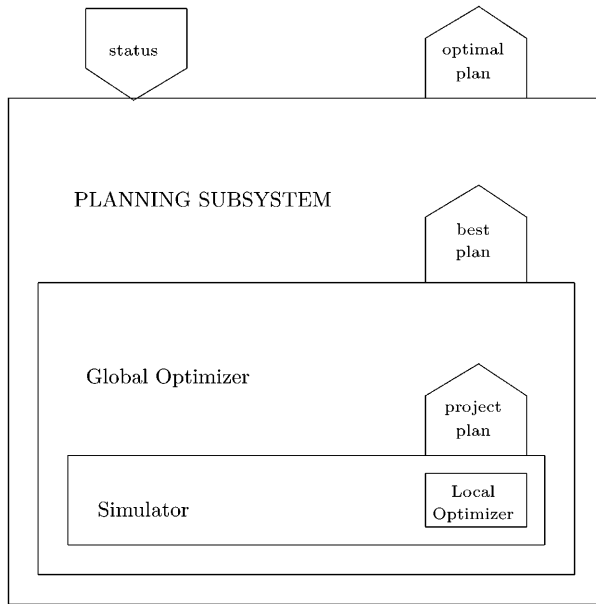 status
optimal
plan
PLANNING SUBSYSTEM
best
plan
Global Optimizer
project
plan
Simulator
Local
Optimizer